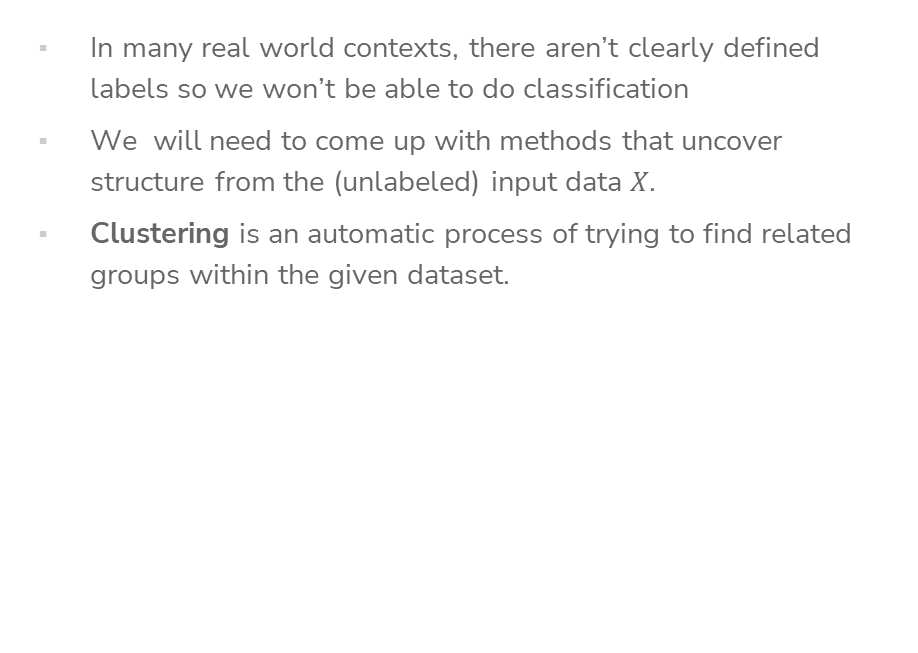 ▪ In many real world contexts, there aren’t clearly defined
labels so we won’t be able to do classification
▪ We will need to come up with methods that uncover
structure from the (unlabeled) input data X.
▪ Clustering is an automatic process of trying to find related
groups within the given dataset.